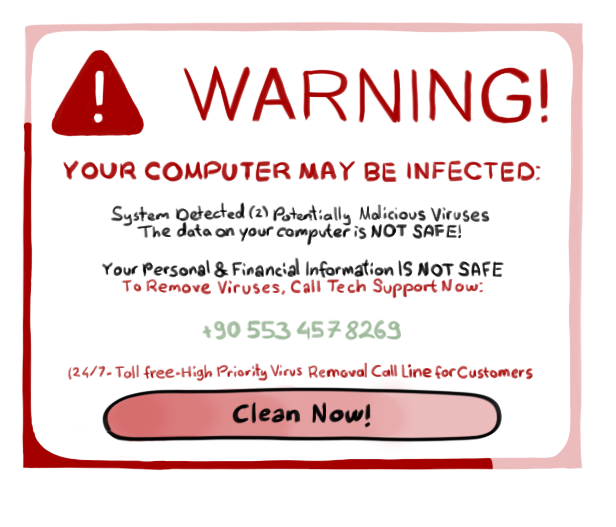 !
WARNING!
YOUR COMPUTER MAY BE INFECTED:
System Detected (2) Potentially Malicious Viruses
The data on your computer is NOT SAFE!
Your Personal & Financial Information IS NOT SAFE
To Remove Viruses, Call Tech Support Now:
+90 553 457 8269
(24/7-Toll free-High Priority Virus Removal Call Line for Customers
Clean Now!